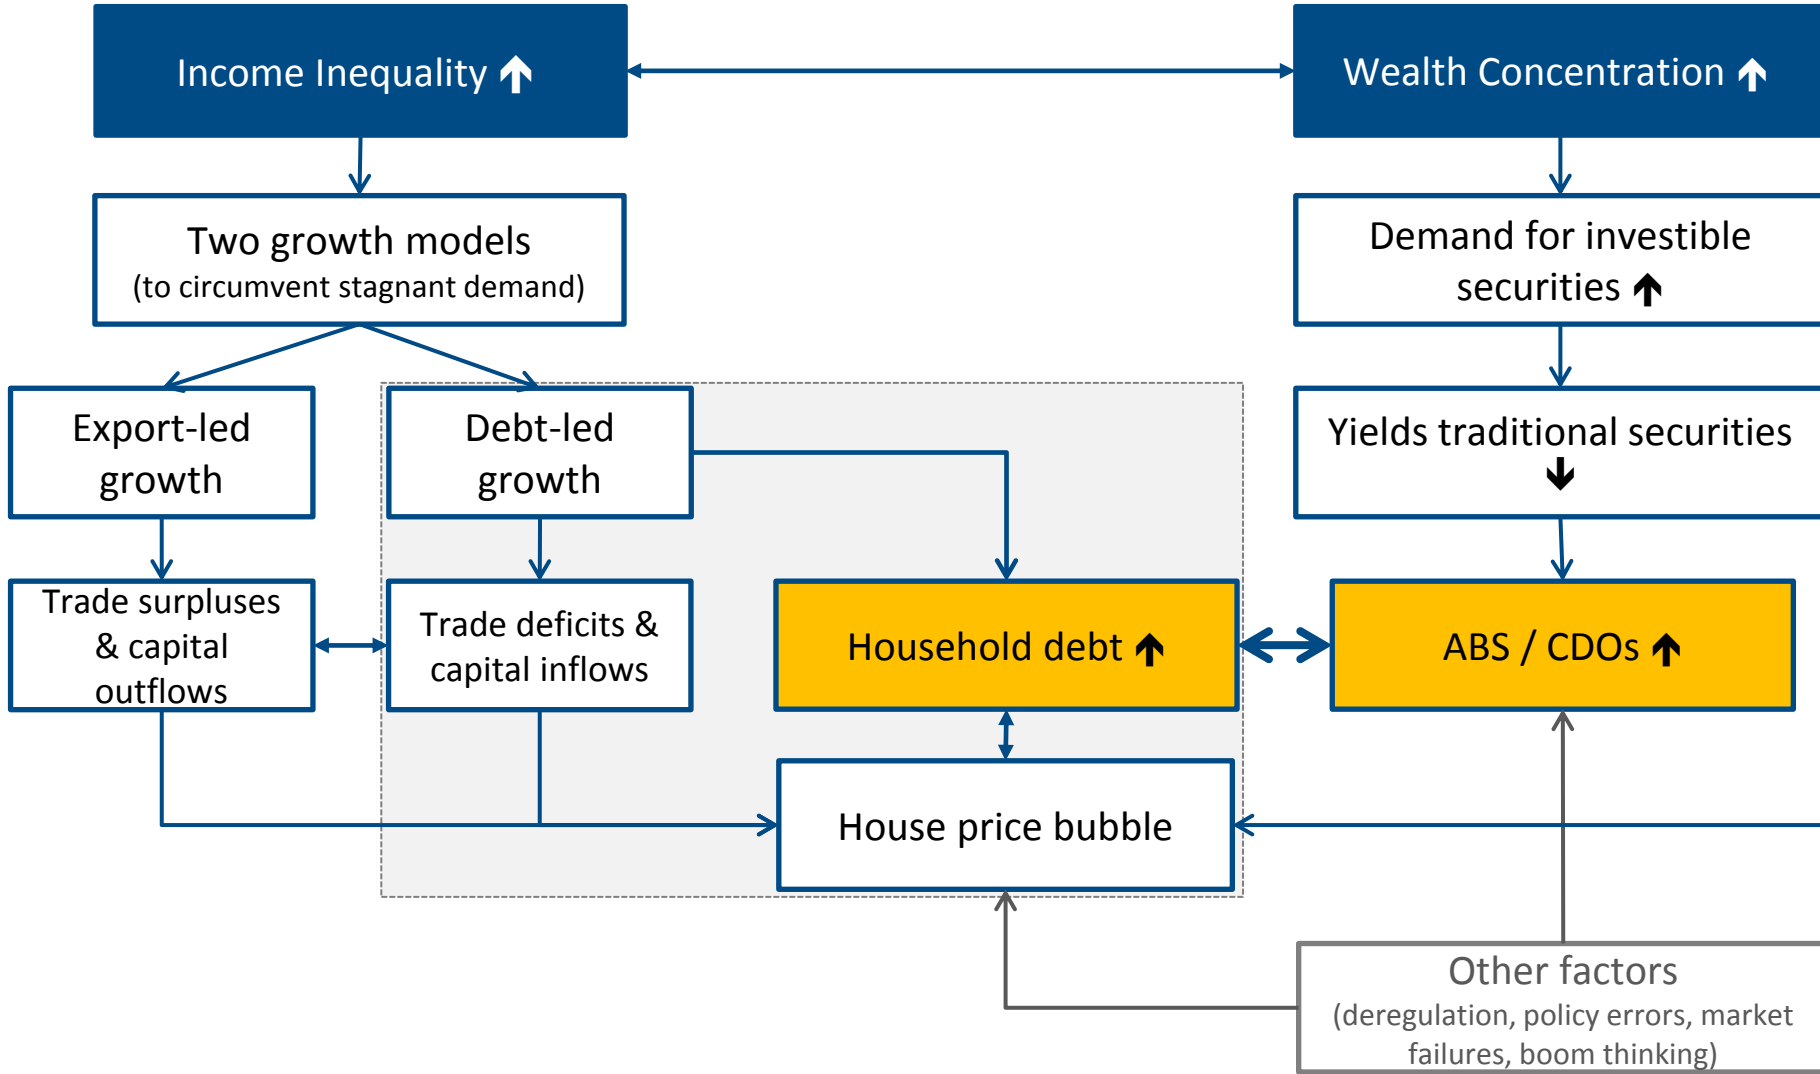 Income Inequality 🡩
Wealth Concentration 🡩
Two growth models
(to circumvent stagnant demand)
Demand for investible
securities 🡩
Export-led
growth
Debt-led
growth
Yields traditional securities
🡫
Trade surpluses
& capital
outflows
Trade deficits &
capital inflows
Household debt 🡩
ABS / CDOs 🡩
House price bubble
Other factors
(deregulation, policy errors, market
failures, boom thinking)